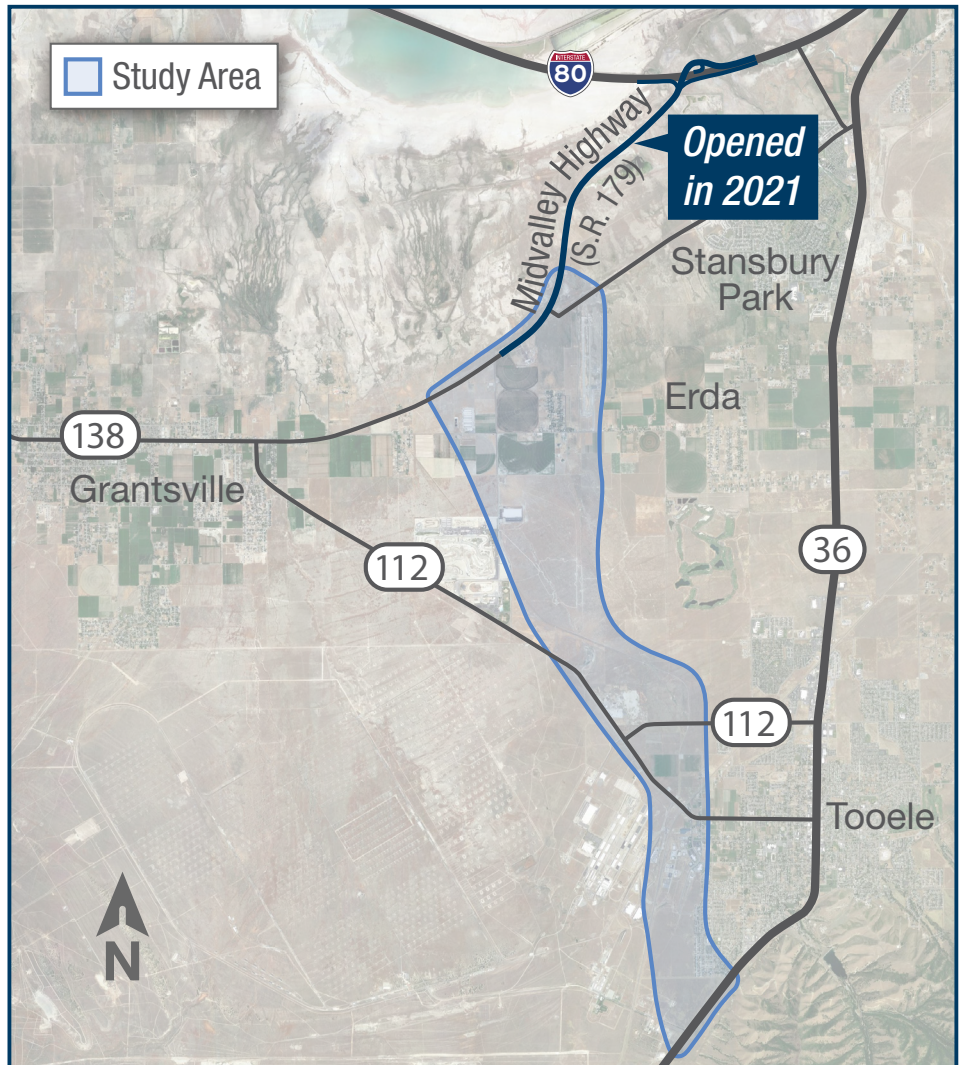 Study Area
INTERSTATE
80
Midvalley Highway
(S.R. 179)
Opened
in 2021
Stansbury
Park
Erda
138
Grantsville
112
36
112
Tooele
N